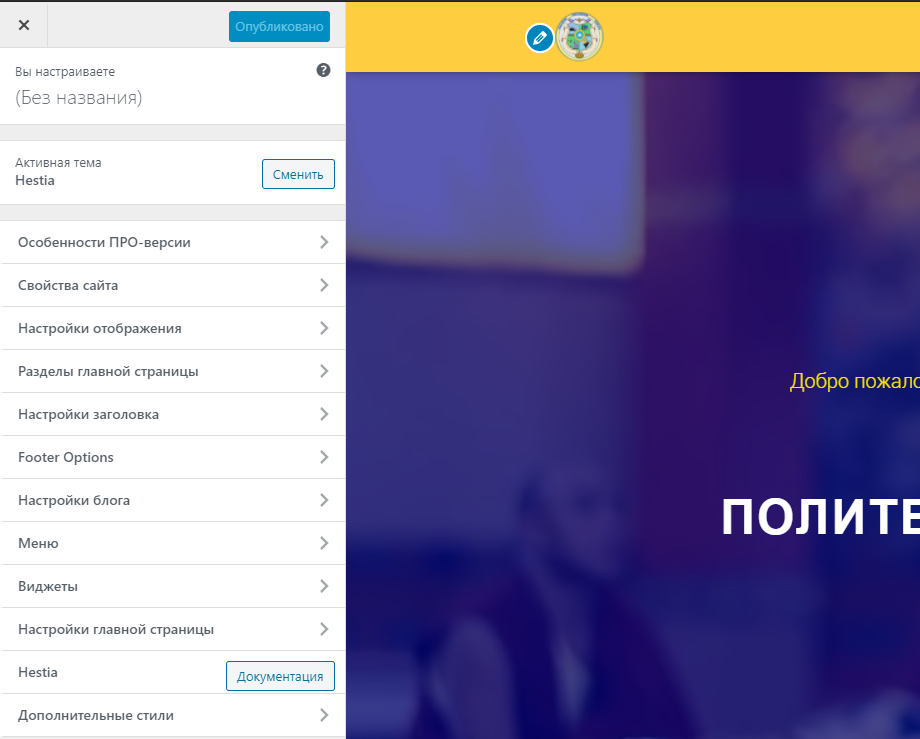 Опубликовано
Вы настраиваете
(Без названия)
Активная тема
Hestia
Сменить
Особенности ПРО-версии
Свойства сайта
Настройки отображения
Разделы главной страницы
Настройки заголовка
Footer Options
Настройки блога
Меню
Виджеты
Настройки главной страницы
Hestia
Документация
Дополнительные стили
Добро пожало
ПОЛИТЕ